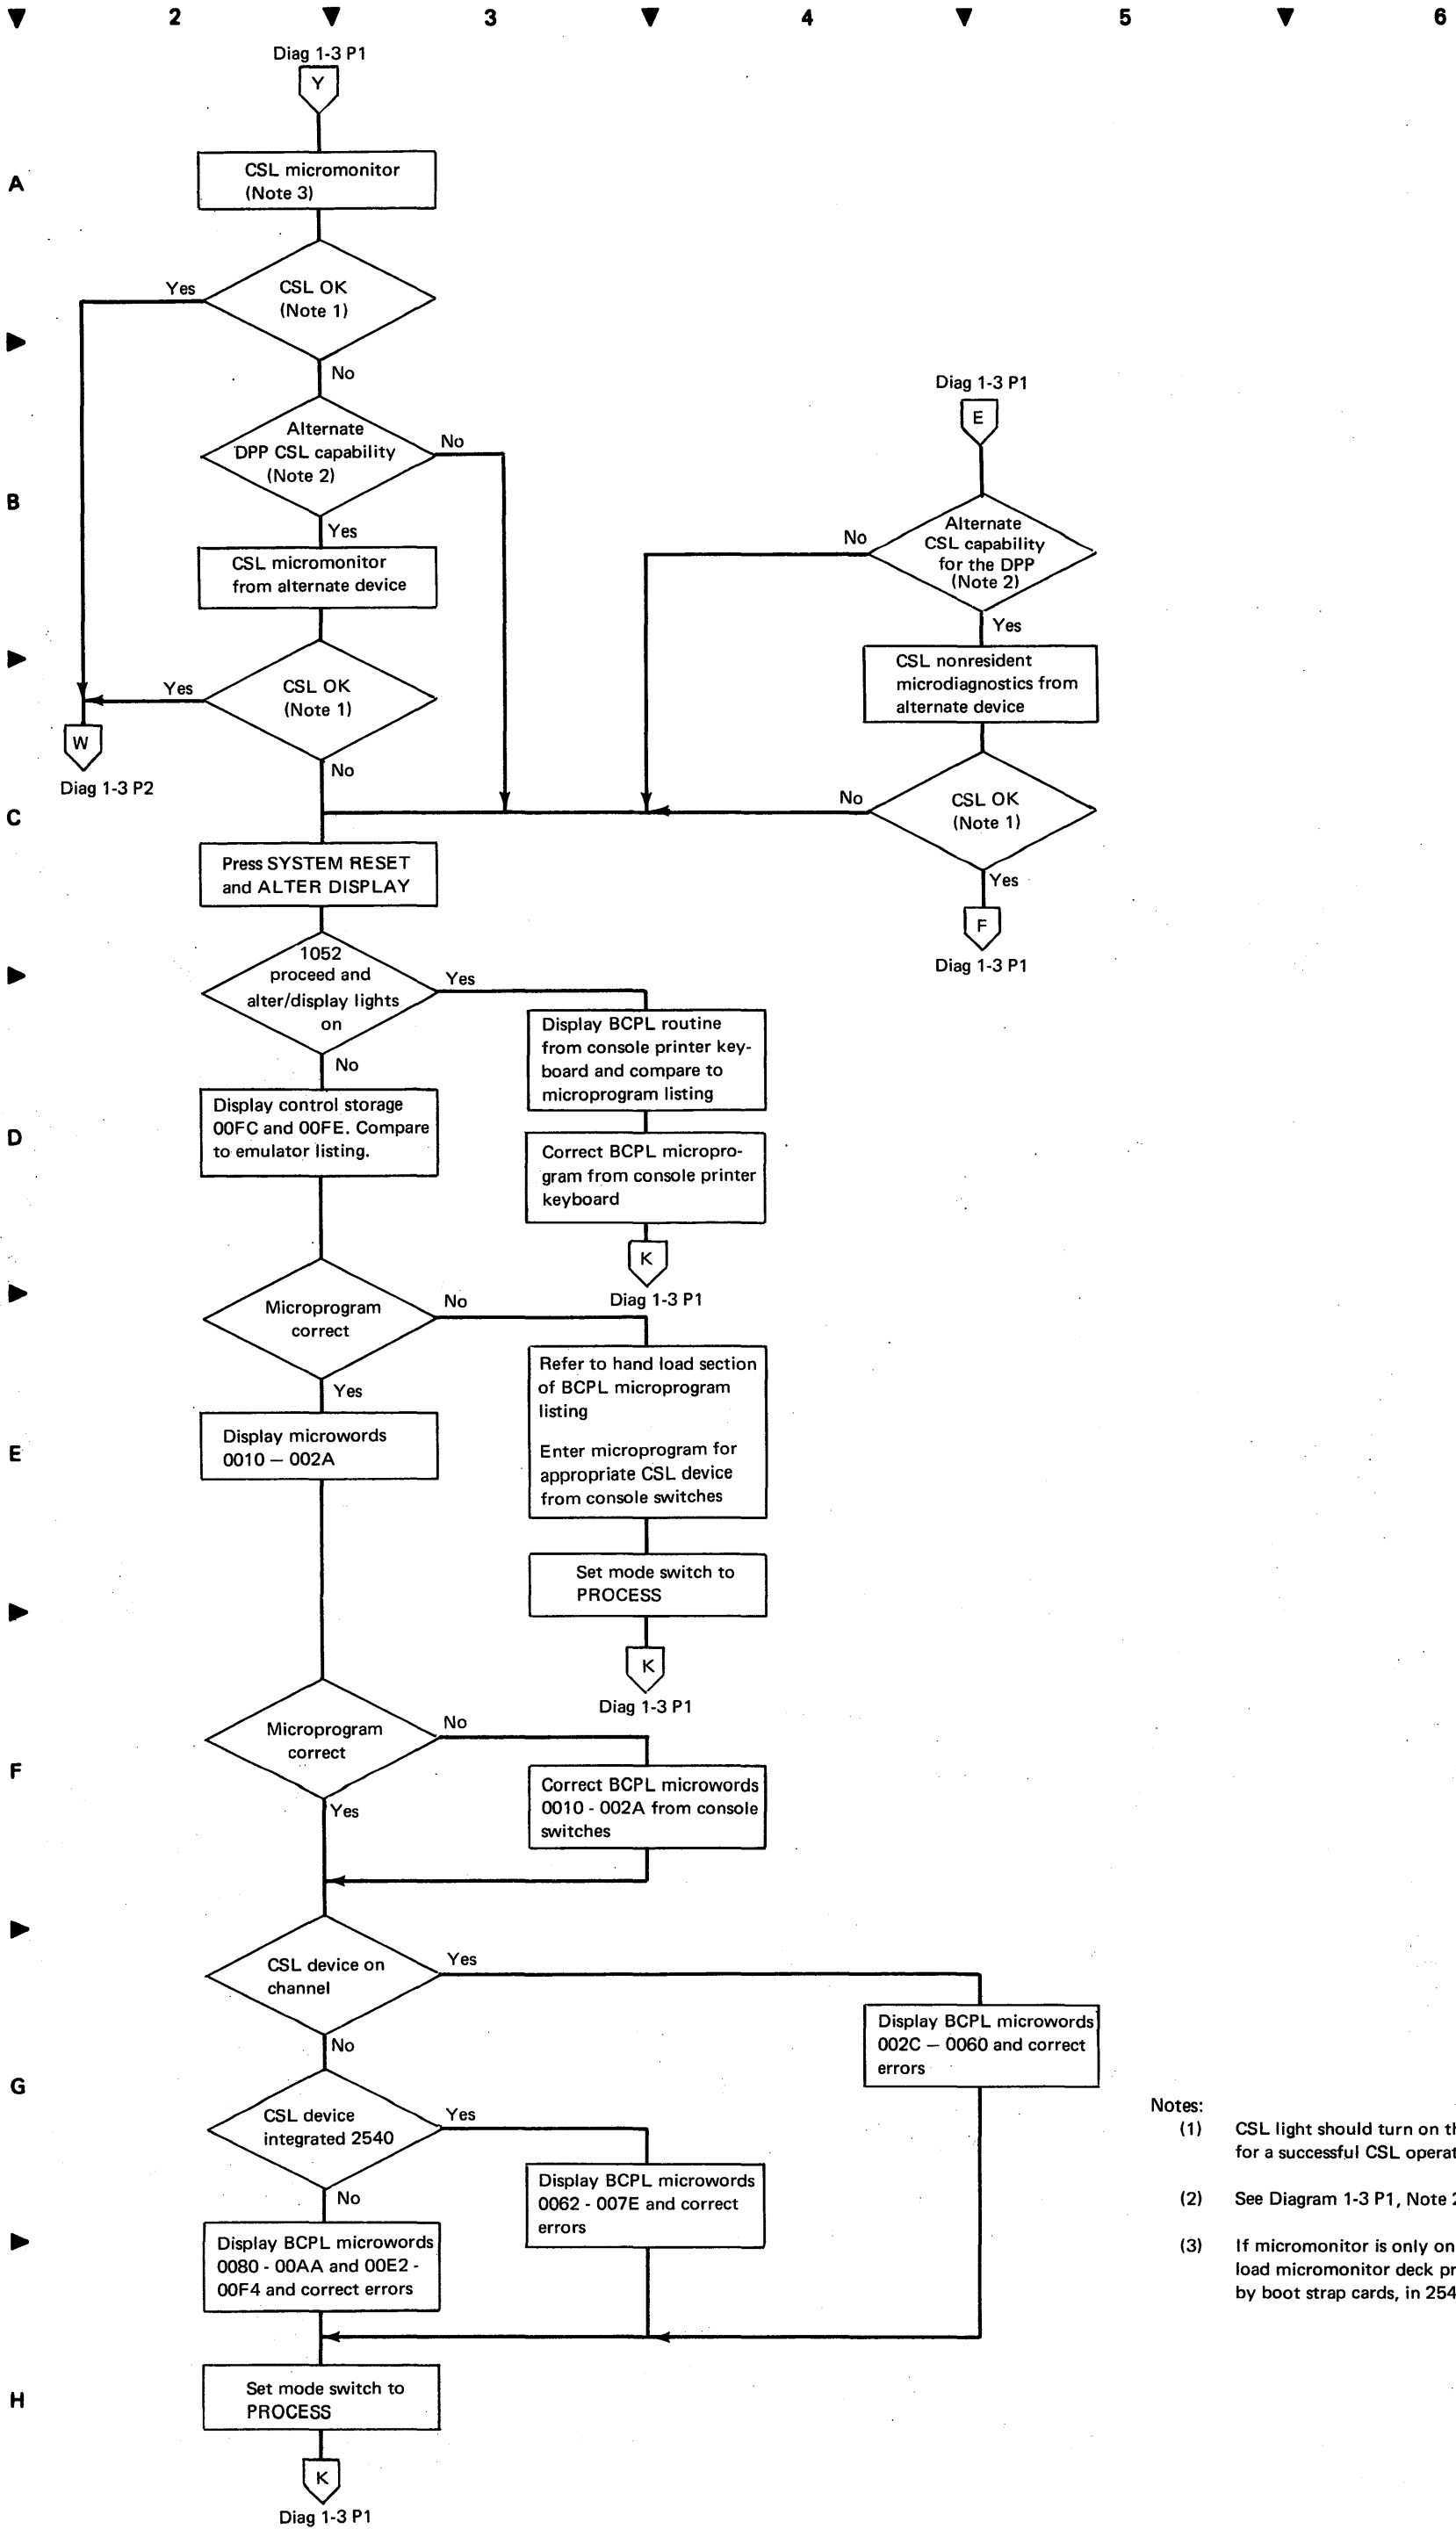 2 3 4 5 6
Diag 1-3 P1
Y
A
CSL micromonitor
(Note 3)
CSL OK
(Note 1)
Yes
No
Alternate
DPP CSL capability
(Note 2)
No
Yes
B
CSL micromonitor
from alternate device
CSL OK
(Note 1)
Yes
No
W
Diag 1-3 P2
Diag 1-3 P1
E
Alternate
CSL capability
for the DPP
(Note 2)
No
Yes
CSL nonresident
microdiagnostics from
alternate device
CSL OK
(Note 1)
No
Yes
F
Diag 1-3 P1
C
Press SYSTEM RESET
and ALTER DISPLAY
1052
proceed and
alter/display lights
on
Yes
No
Display BCPL routine
from console printer key-
board and compare to
microprogram listing
Correct BCPL micropro-
gram from console printer
keyboard
K
Diag 1-3 P1
D
Display control storage
00FC and 00FE. Compare
to emulator listing.
Microprogram
correct
No
Yes
Refer to hand load section
of BCPL microprogram
listing
Enter microprogram for
appropriate CSL device
from console switches
Set mode switch to
PROCESS
K
Diag 1-3 P1
E
Display microwords
0010 – 002A
Microprogram
correct
No
Yes
F
Correct BCPL microwords
0010 - 002A from console
switches
CSL device on
channel
Yes
No
Display BCPL microwords
002C – 0060 and correct
errors
G
CSL device
integrated 2540
Yes
No
Display BCPL microwords
0062 - 007E and correct
errors
Display BCPL microwords
0080 - 00AA and 00E2 -
00F4 and correct errors
H
Set mode switch to
PROCESS
K
Diag 1-3 P1
Notes:
(1) CSL light should turn on
for a successful CSL
(2) See Diagram 1-3 P1, Note
(3) If micromonitor is only on
load micromonitor deck
by boot strap cards, in